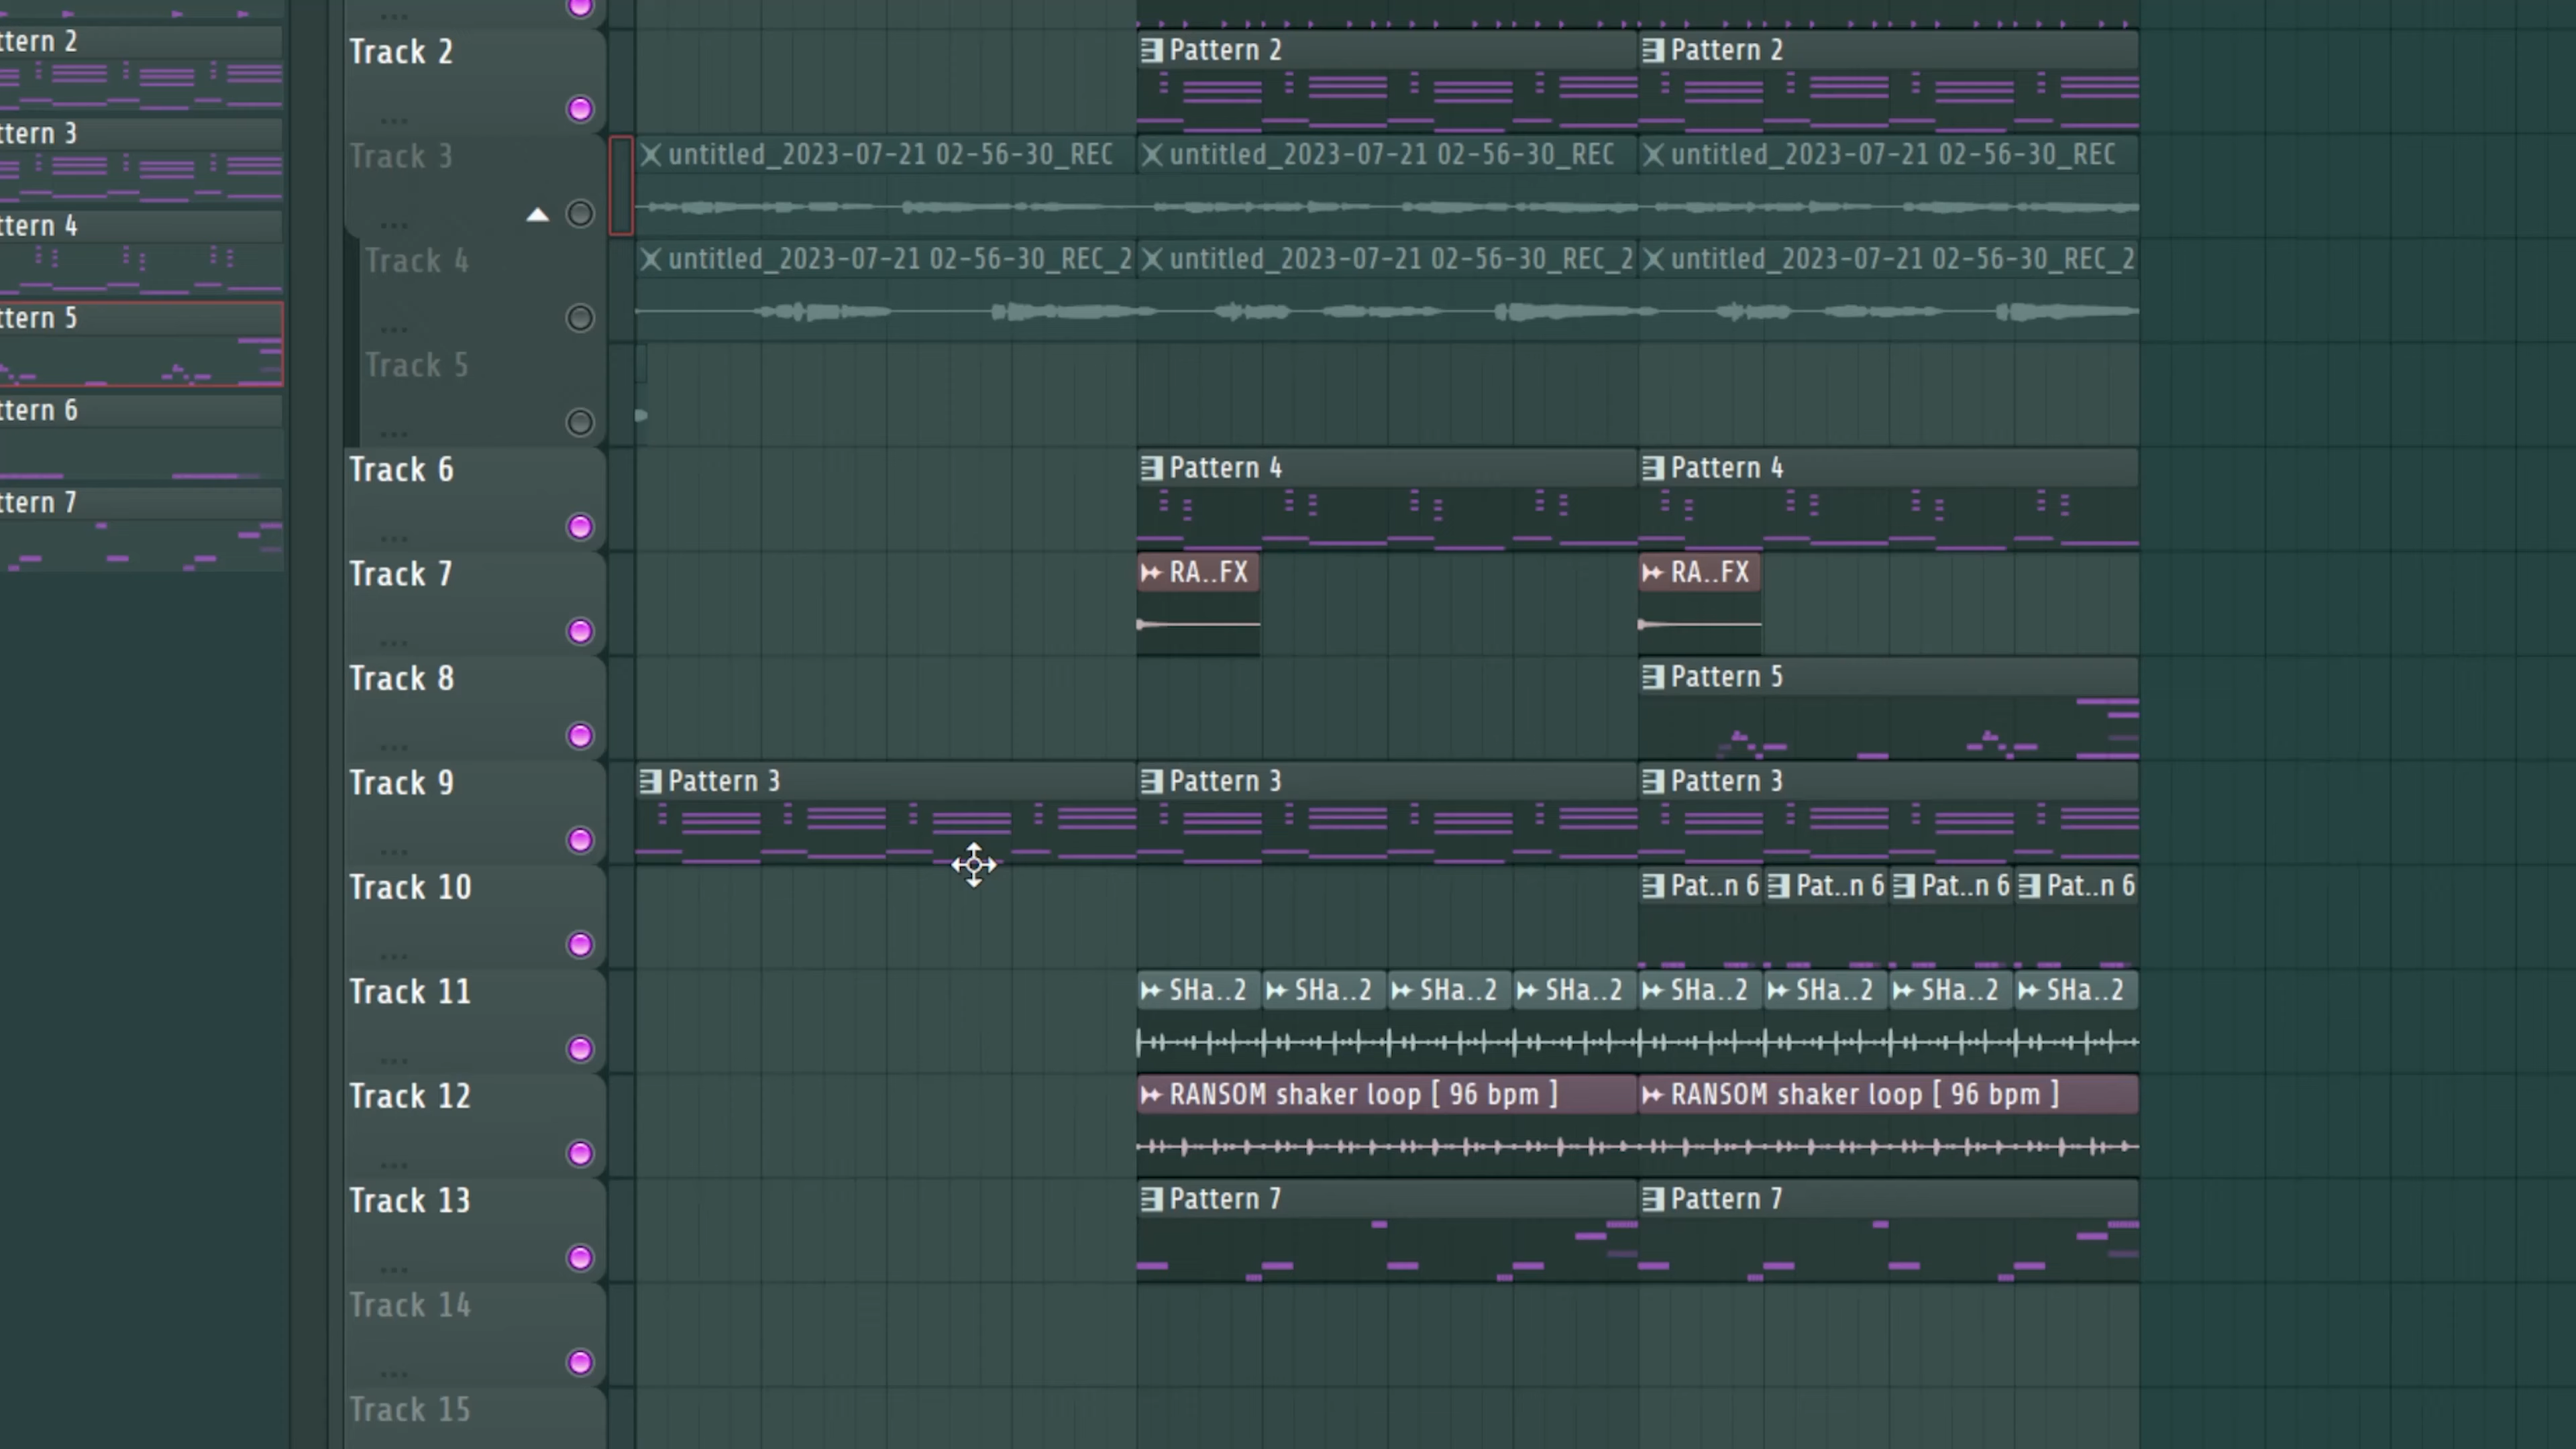 ttern 2
ttern 3
ttern 4
ttern 5
ttern 6
ttern 7
Track 2
Pattern 2 Pattern 2
Track 3
untitled_2023-07-21 02-56-30_REC untitled_2023-07-21 02-56-30_REC untitled_2023-07-21 02-56-30_REC
Track 4
untitled_2023-07-21 02-56-30_REC_2 untitled_2023-07-21 02-56-30_REC_2 untitled_2023-07-21 02-56-30_REC_2
Track 5
Track 6
Pattern 4 Pattern 4
Track 7
RA..FX RA..FX
Track 8
Pattern 5
Track 9
Pattern 3 Pattern 3 Pattern 3
Track 10
Pat..n 6 Pat..n 6 Pat..n 6 Pat..n 6
Track 11
SHa..2 SHa..2 SHa..2 SHa..2 SHa..2 SHa..2 SHa..2 SHa..2
Track 12
RANSOM shaker loop [ 96 bpm ] RANSOM shaker loop [ 96 bpm ]
Track 13
Pattern 7 Pattern 7
Track 14
Track 15